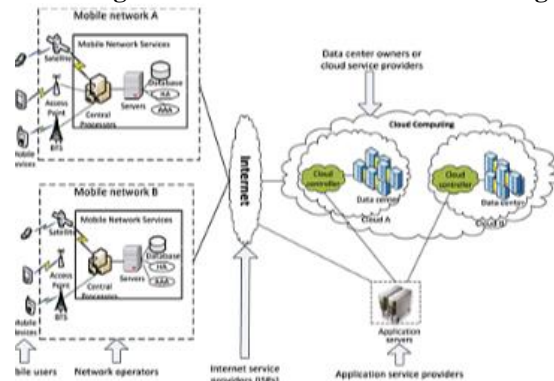 Mobile network A
Mobile Network Services
Satellite
Database
HA
AAA
Servers
Access
Point
Central
Processors
BTS
Mobile network B
Mobile Network Services
Satellite
Database
HA
AAA
Servers
Access
Point
Central
Processors
BTS
Network operators
Internet
Internet service
Data center owners or
cloud service providers
Cloud Computing
Cloud
controller
Data center
Cloud A
Cloud
controller
Data center
Cloud B
Application
servers
Application service providers
users